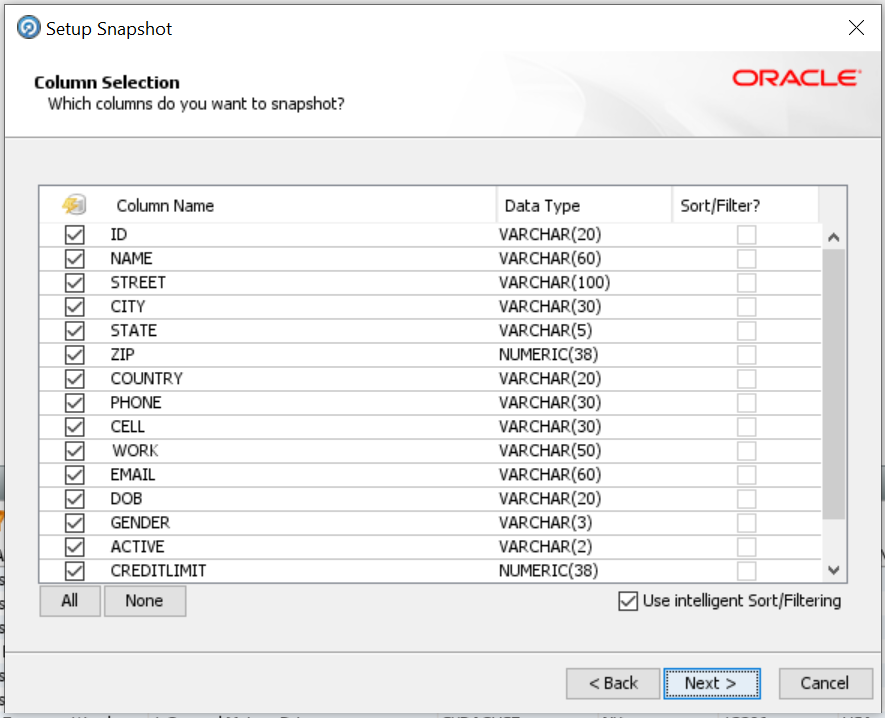 Setup Snapshot
Column Selection
Which columns do you want to snapshot?
ORACLE
Column Name Data Type Sort/Filter?
ID VARCHAR(20)
NAME VARCHAR(60)
STREET VARCHAR(100)
CITY VARCHAR(30)
STATE VARCHAR(5)
ZIP NUMERIC(38)
COUNTRY VARCHAR(20)
PHONE VARCHAR(30)
CELL VARCHAR(30)
WORK VARCHAR(50)
EMAIL VARCHAR(60)
DOB VARCHAR(20)
GENDER VARCHAR(3)
ACTIVE VARCHAR(2)
CREDITLIMIT NUMERIC(38)
All None Use intelligent Sort/Filtering
< Back Next > Cancel